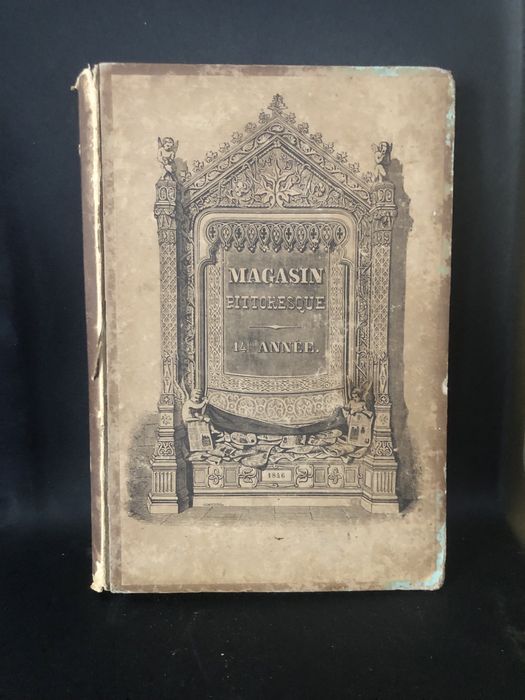 MAGASIN
PITTORESQUE
14me ANNÉE.
1846